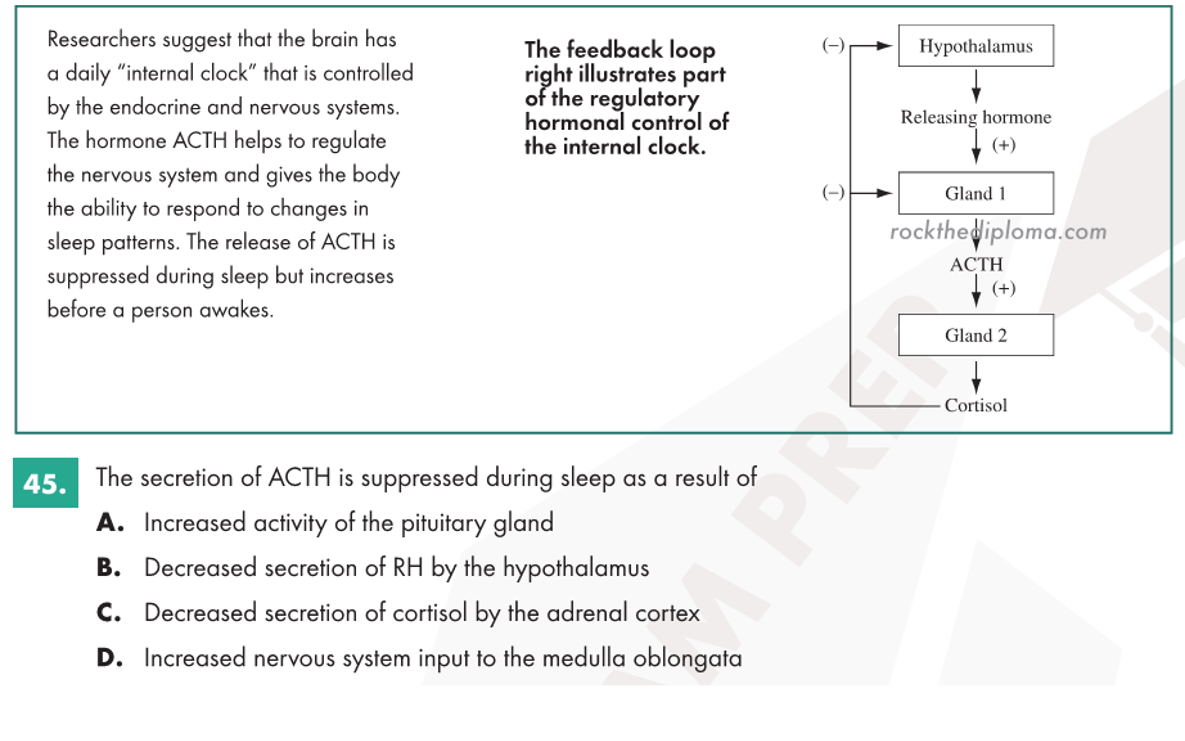 Researchers suggest that the brain has
a daily “internal clock” that is controlled
by the endocrine and nervous systems.
The hormone ACTH helps to regulate
the nervous system and gives the body
the ability to respond to changes in
sleep patterns. The release of ACTH is
suppressed during sleep but increases
before a person awakes.
The feedback loop
right illustrates part
of the regulatory
hormonal control of
the internal clock.
(–)
Hypothalamus
Releasing hormone
(+)
(–)
Gland 1
rockthediploma.com
ACTH
(+)
Gland 2
Cortisol
45. The secretion of ACTH is suppressed during sleep as a result of
A. Increased activity of the pituitary gland
B. Decreased secretion of RH by the hypothalamus
C. Decreased secretion of cortisol by the adrenal cortex
D. Increased nervous system input to the medulla oblongata